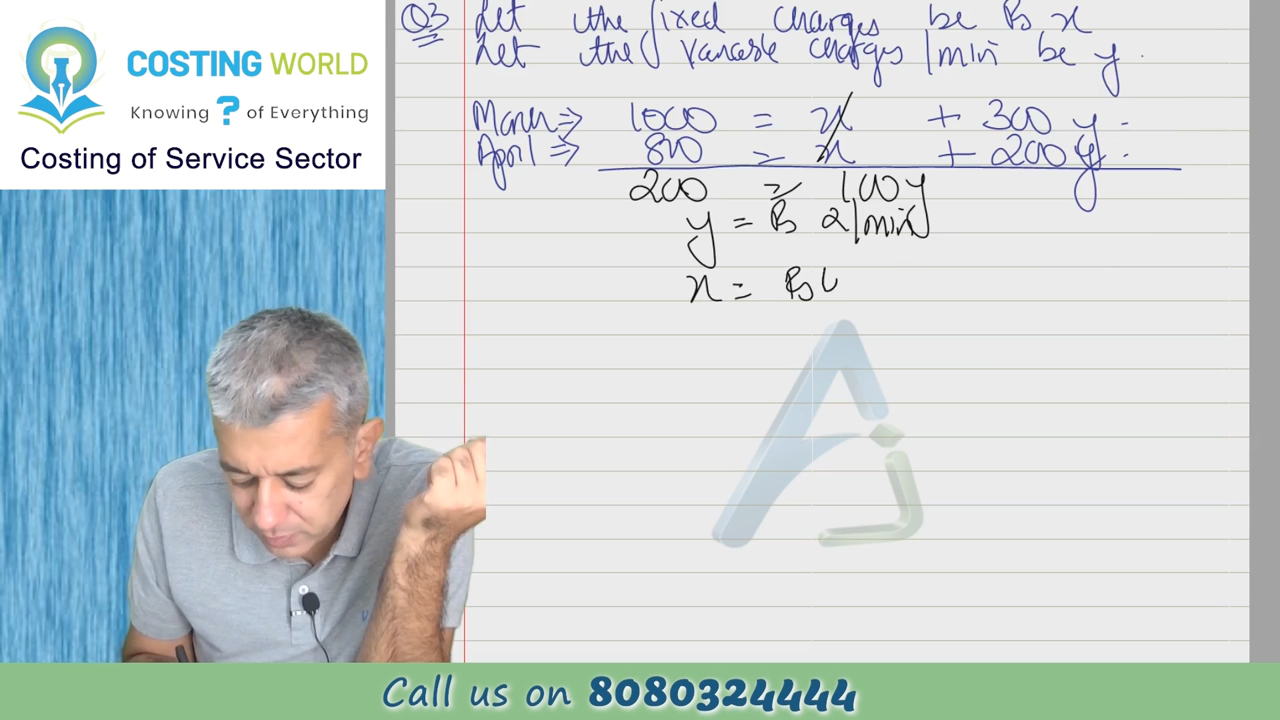 COSTING WORLD
Knowing ? of Everything
Costing of Service Sector
Q3 Let the fixed charges be Rs x
Let the variable charges /min be y.
March => 1000 = x + 300 y.
April => 800 = x + 200 y.
200 = 100y
y = Rs 2/min
x = Rs
Call us on 8080324444